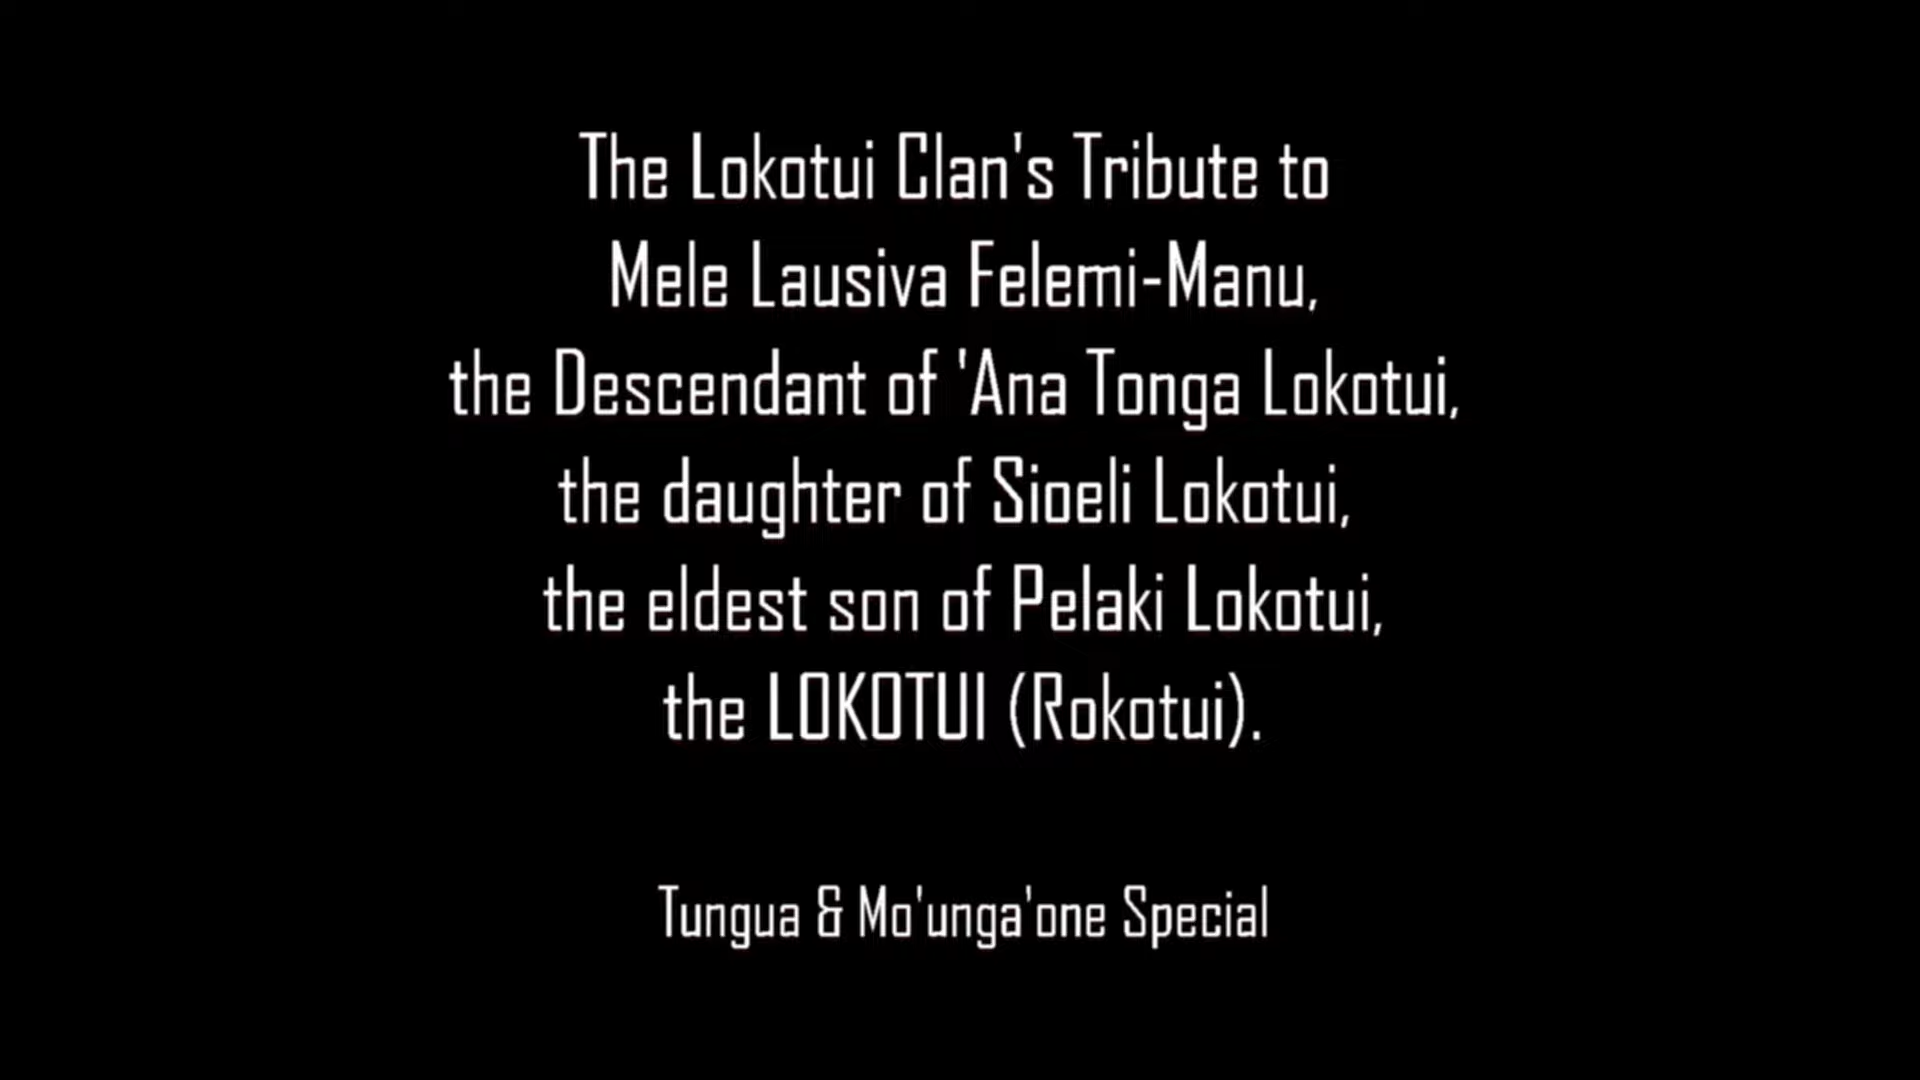 The Lokotui Clan's Tribute to
Mele Lausiva Felemi-Manu,
the Descendant of 'Ana Tonga Lokotui,
the daughter of Sioeli Lokotui,
the eldest son of Pelaki Lokotui,
the LOKOTUI (Rokotui).
Tungua & Mo'unga'one Special